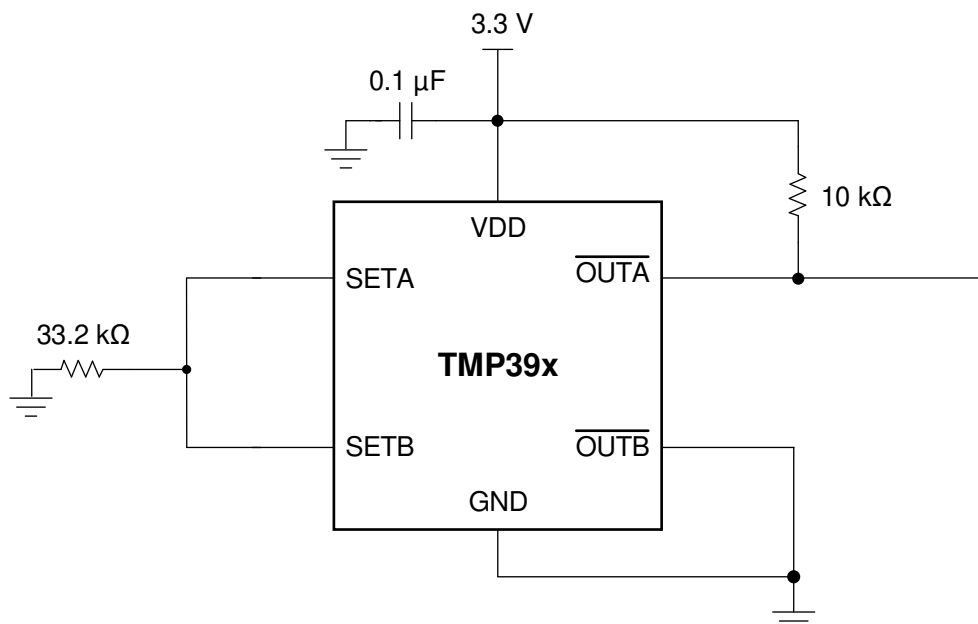 3.3 V
0.1 µF
10 kΩ
VDD
SETA
OUTA
33.2 kΩ
TMP39x
SETB
OUTB
GND